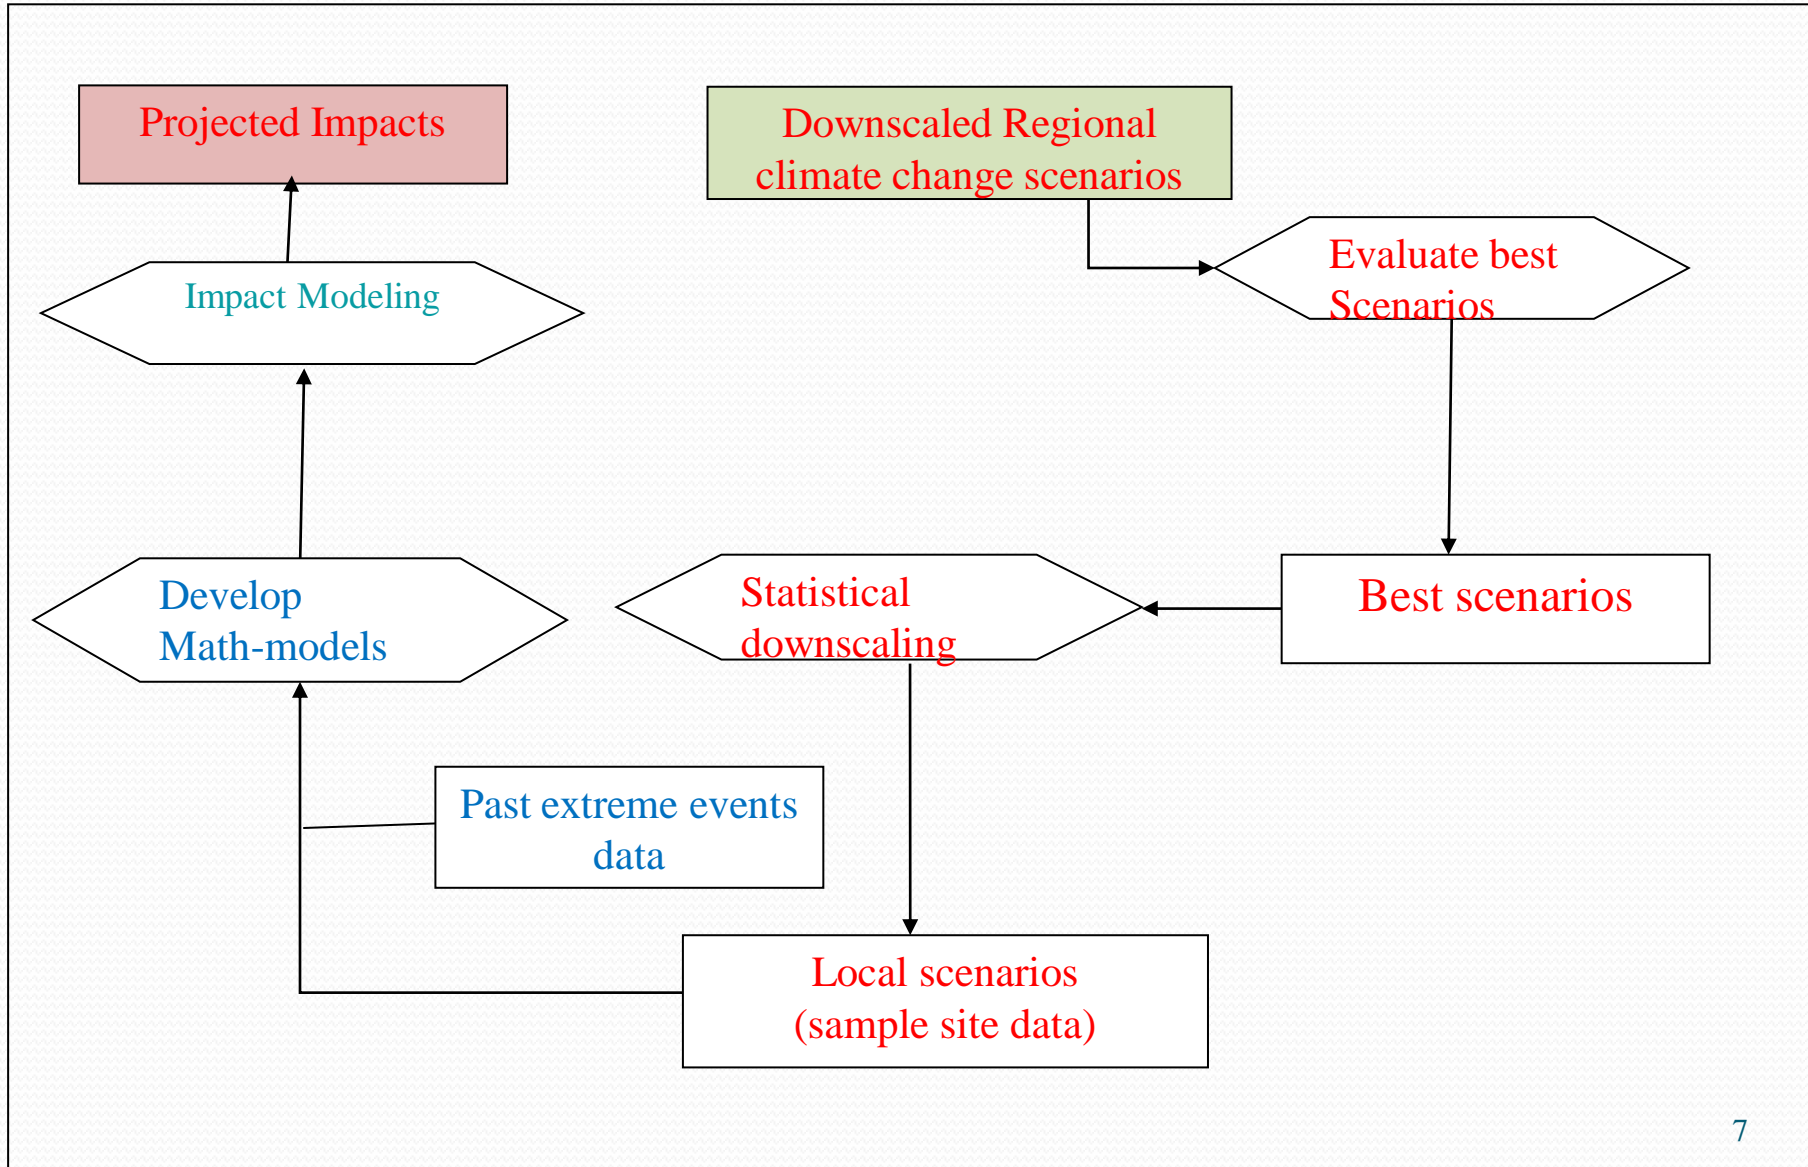 Projected Impacts
Downscaled Regional
climate change scenarios
Evaluate best
Scenarios
Impact Modeling
Develop
Math-models
Statistical
downscaling
Best scenarios
Past extreme events
data
Local scenarios
(sample site data)
7